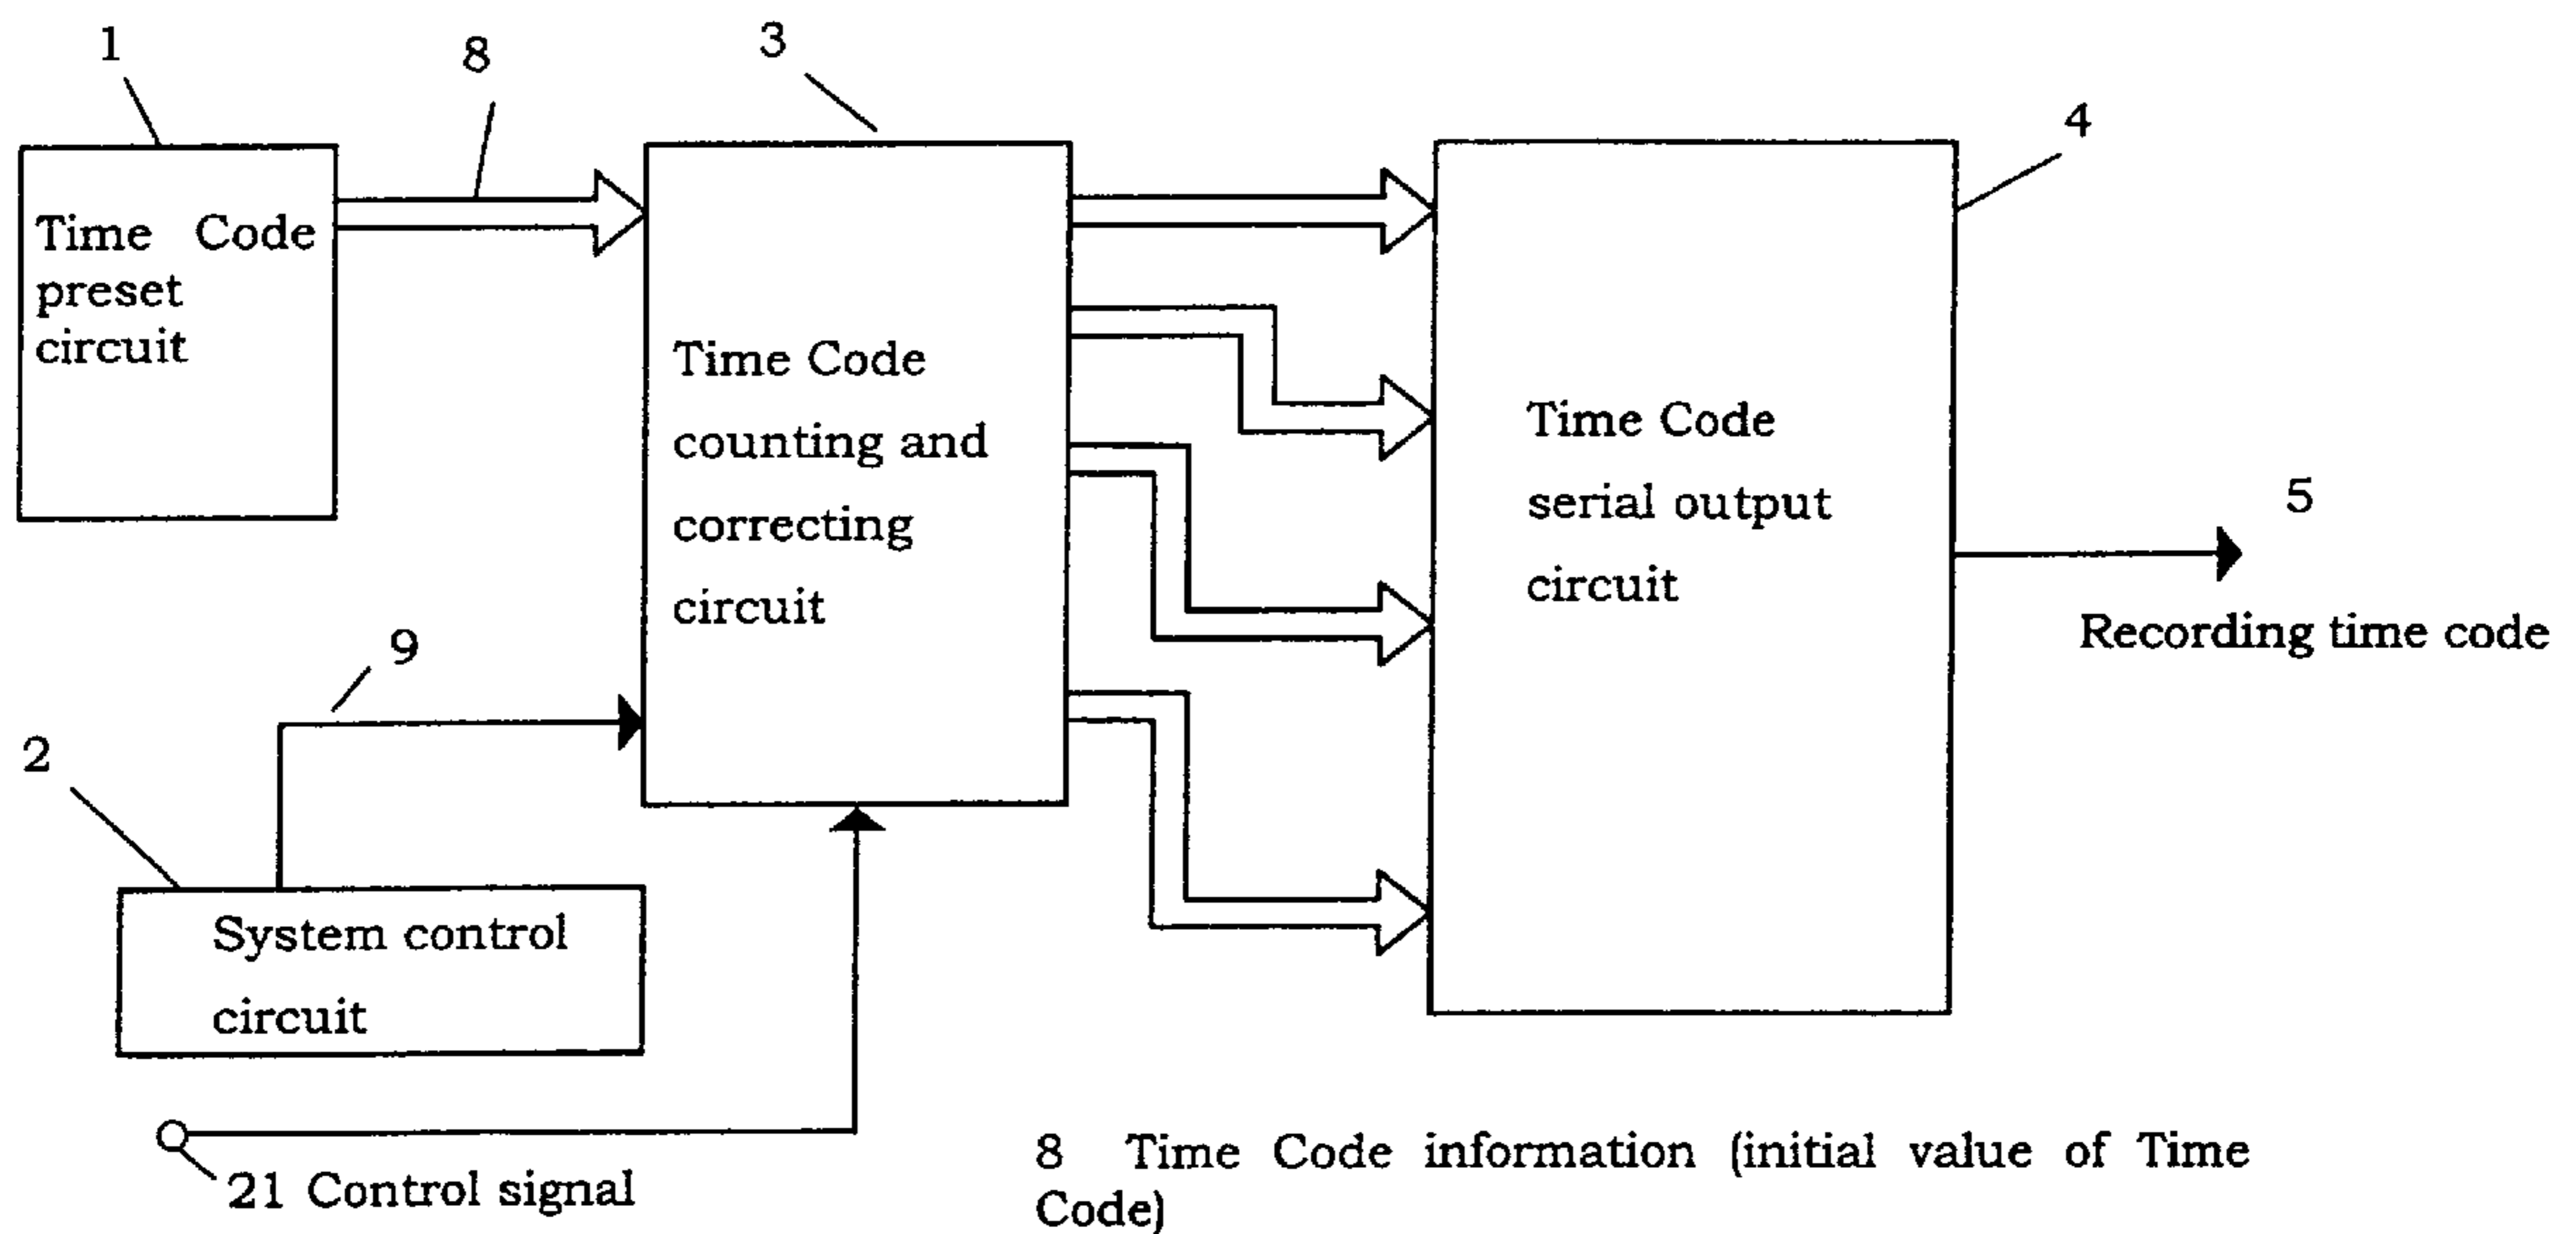 1
8
3
4
Time Code
preset
circuit
Time Code
counting and
correcting
circuit
Time Code
serial output
circuit
5
Recording time code
9
2
System control
circuit
21 Control signal
8 Time Code information (initial value of Time
Code)